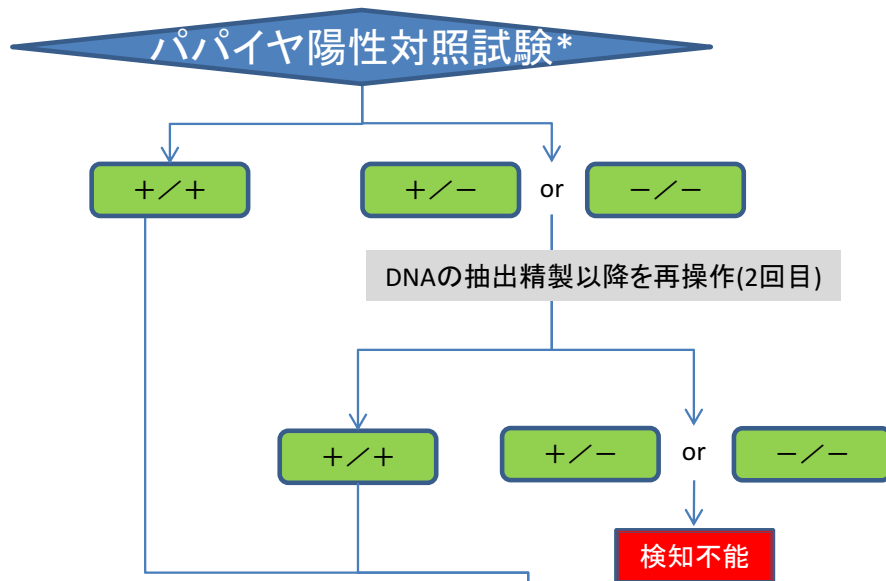 パパイヤ陽性対照試験*
+/+
+/-
or
-/-
DNAの抽出精製以降を再操作(2回目)
+/+
+/-
or
-/-
検知不能